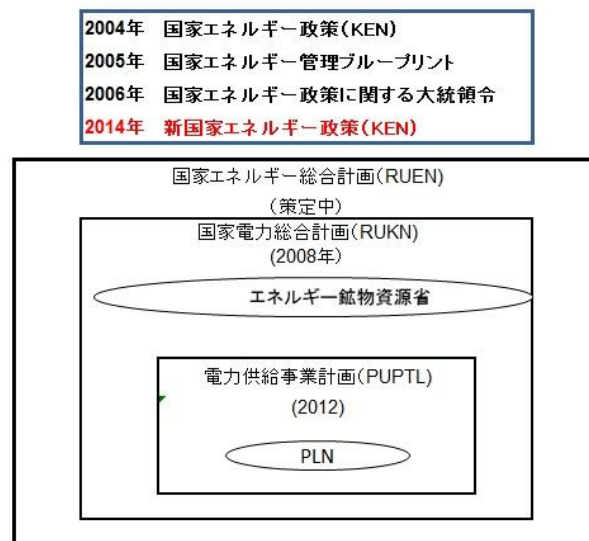 2004年 国家エネルギー政策(KEN)
2005年 国家エネルギー管理ブループリント
2006年 国家エネルギー政策に関する大統領令
2014年 新国家エネルギー政策(KEN)
国家エネルギー総合計画(RUEN)
(策定中)
国家電力総合計画(RUKN)
(2008年)
エネルギー鉱物資源省
電力供給事業計画(PUPTL)
(2012)
PLN